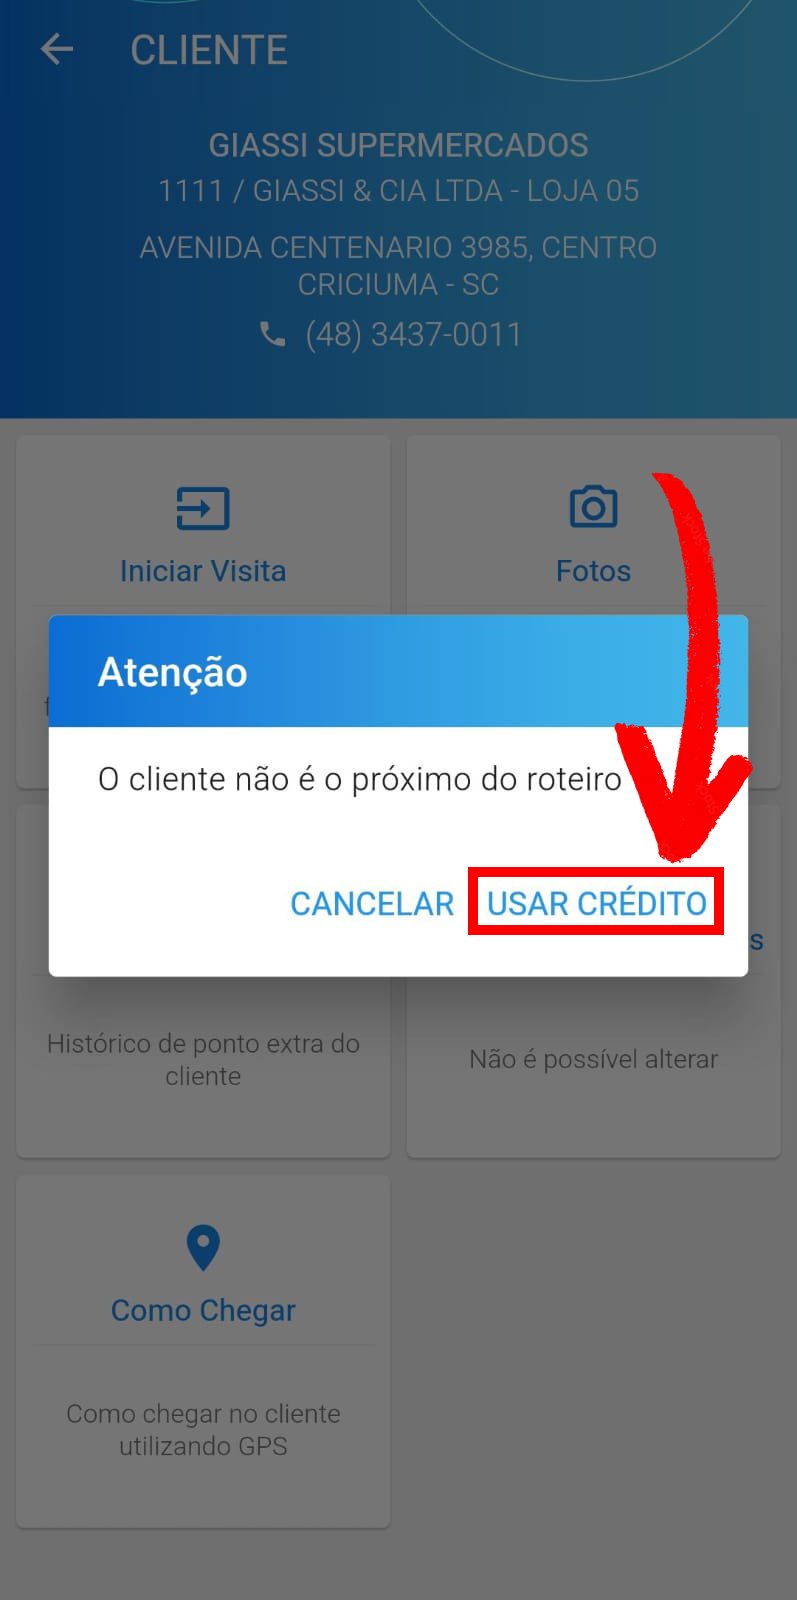 CLIENTE
GIASSI SUPERMERCADOS
1111 / GIASSI & CIA LTDA - LOJA 05
AVENIDA CENTENARIO 3985, CENTRO
CRICIUMA - SC
(48) 3437-0011
Iniciar Visita
Fotos
Atenção
O cliente não é o próximo do roteiro
CANCELAR
USAR CRÉDITO
Histórico de ponto extra do
cliente
Não é possível alterar
Como Chegar
Como chegar no cliente
utilizando GPS